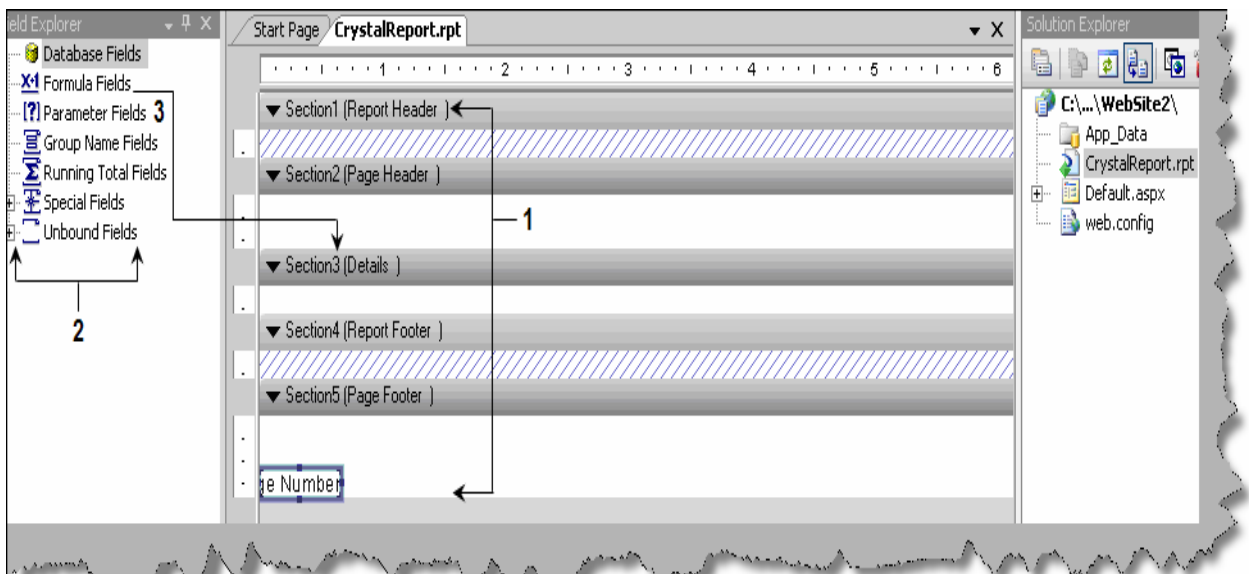 eld Explorer
Database Fields
Formula Fields
Parameter Fields 3
Group Name Fields
Running Total Fields
Special Fields
Unbound Fields
2
Start Page CrystalReport.rpt
1 2 3 4 5 6
Section1 (Report Header )
Section2 (Page Header )
1
Section3 (Details )
Section4 (Report Footer )
Section5 (Page Footer )
ge Number
Solution Explorer
C:\...\WebSite2\
App_Data
CrystalReport.rpt
Default.aspx
web.config